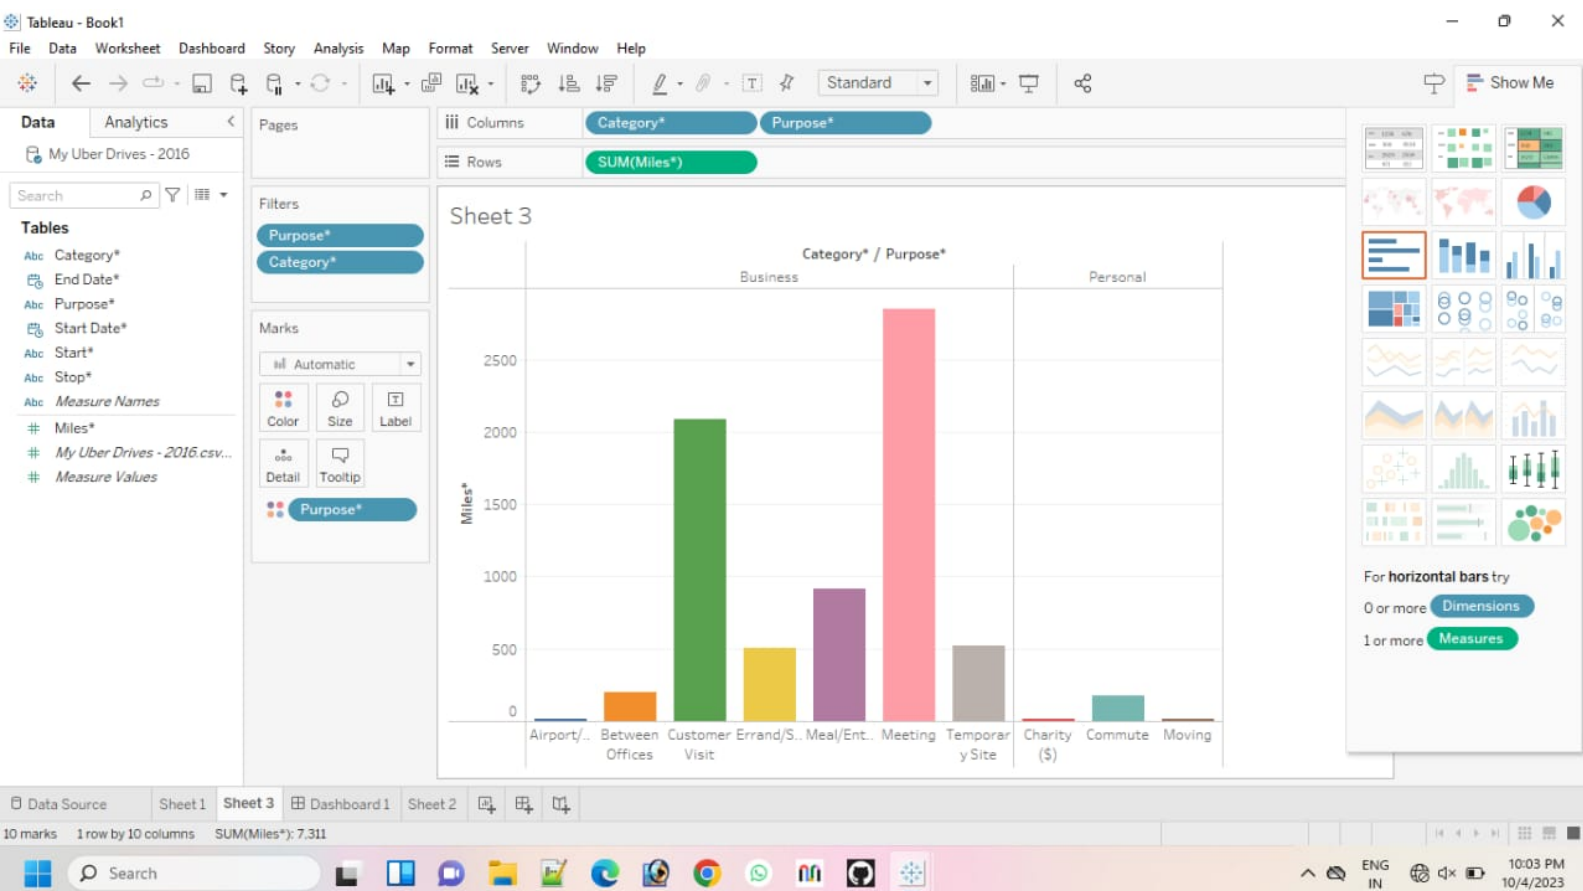 Tableau - Book1
File Data Worksheet Dashboard Story Analysis Map Format Server Window Help
Standard
Show Me
Data Analytics
My Uber Drives - 2016
Search
Tables
Abc Category*
End Date*
Abc Purpose*
Start Date*
Abc Start*
Abc Stop*
Abc Measure Names
# Miles*
# My Uber Drives - 2016.csv...
# Measure Values
Pages
Filters
Purpose*
Category*
Marks
Automatic
Color Size Label
Detail Tooltip
Purpose*
Columns Category* Purpose*
Rows SUM(Miles*)
Sheet 3
Category* / Purpose*
Business Personal
Miles*
2500
2000
1500
1000
500
0
Airport/.. Between Offices Customer Visit Errand/S.. Meal/Ent.. Meeting Temporar y Site Charity ($) Commute Moving
For horizontal bars try
0 or more Dimensions
1 or more Measures
Data Source Sheet 1 Sheet 3 Dashboard 1 Sheet 2
10 marks 1 row by 10 columns SUM(Miles*): 7,311
Search
ENG
IN
10:03 PM
10/4/2023